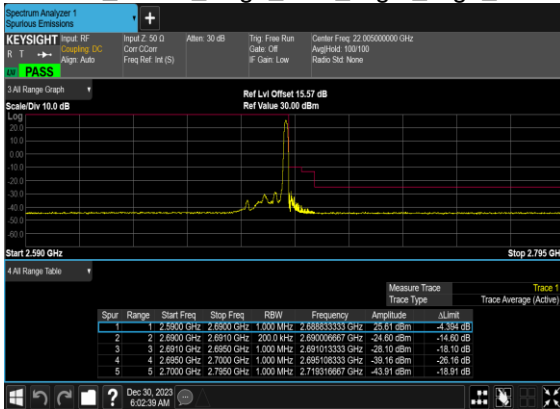 Spectrum Analyzer 1
Spurious Emissions
+
KEYSIGHT
R T
LXI PASS
Input: RF
Coupling: DC
Align: Auto
Input Z: 50 Ω
Corr CCorr
Freq Ref: Int (S)
Atten: 30 dB
Trig: Free Run
Gate: Off
IF Gain: Low
Center Freq: 22.005000000 GHz
Avg|Hold: 100/100
Radio Std: None
3 All Range Graph
Scale/Div 10.0 dB
Ref Lvl Offset 15.57 dB
Ref Value 30.00 dBm
Log
20.0
10.0
0.00
-10.0
-20.0
-30.0
-40.0
-50.0
-60.0
Start 2.590 GHz
Stop 2.795 GH
4 All Range Table
Measure Trace Trace 1
Trace Type Trace Average (Active)
Spur Range Start Freq Stop Freq RBW Frequency Amplitude ΔLimit
1 1 2.5900 GHz 2.6900 GHz 1.000 MHz 2.688833333 GHz 25.61 dBm -4.394 dB
2 2 2.6900 GHz 2.6910 GHz 200.0 kHz 2.690006667 GHz -24.60 dBm -14.60 dB
3 3 2.6910 GHz 2.6950 GHz 1.000 MHz 2.691013333 GHz -28.10 dBm -18.10 dB
4 4 2.6950 GHz 2.7000 GHz 1.000 MHz 2.695108333 GHz -39.16 dBm -26.16 dB
5 5 2.7000 GHz 2.7950 GHz 1.000 MHz 2.719316667 GHz -43.91 dBm -18.91 dB
?
Dec 30, 2023
6:02:39 AM